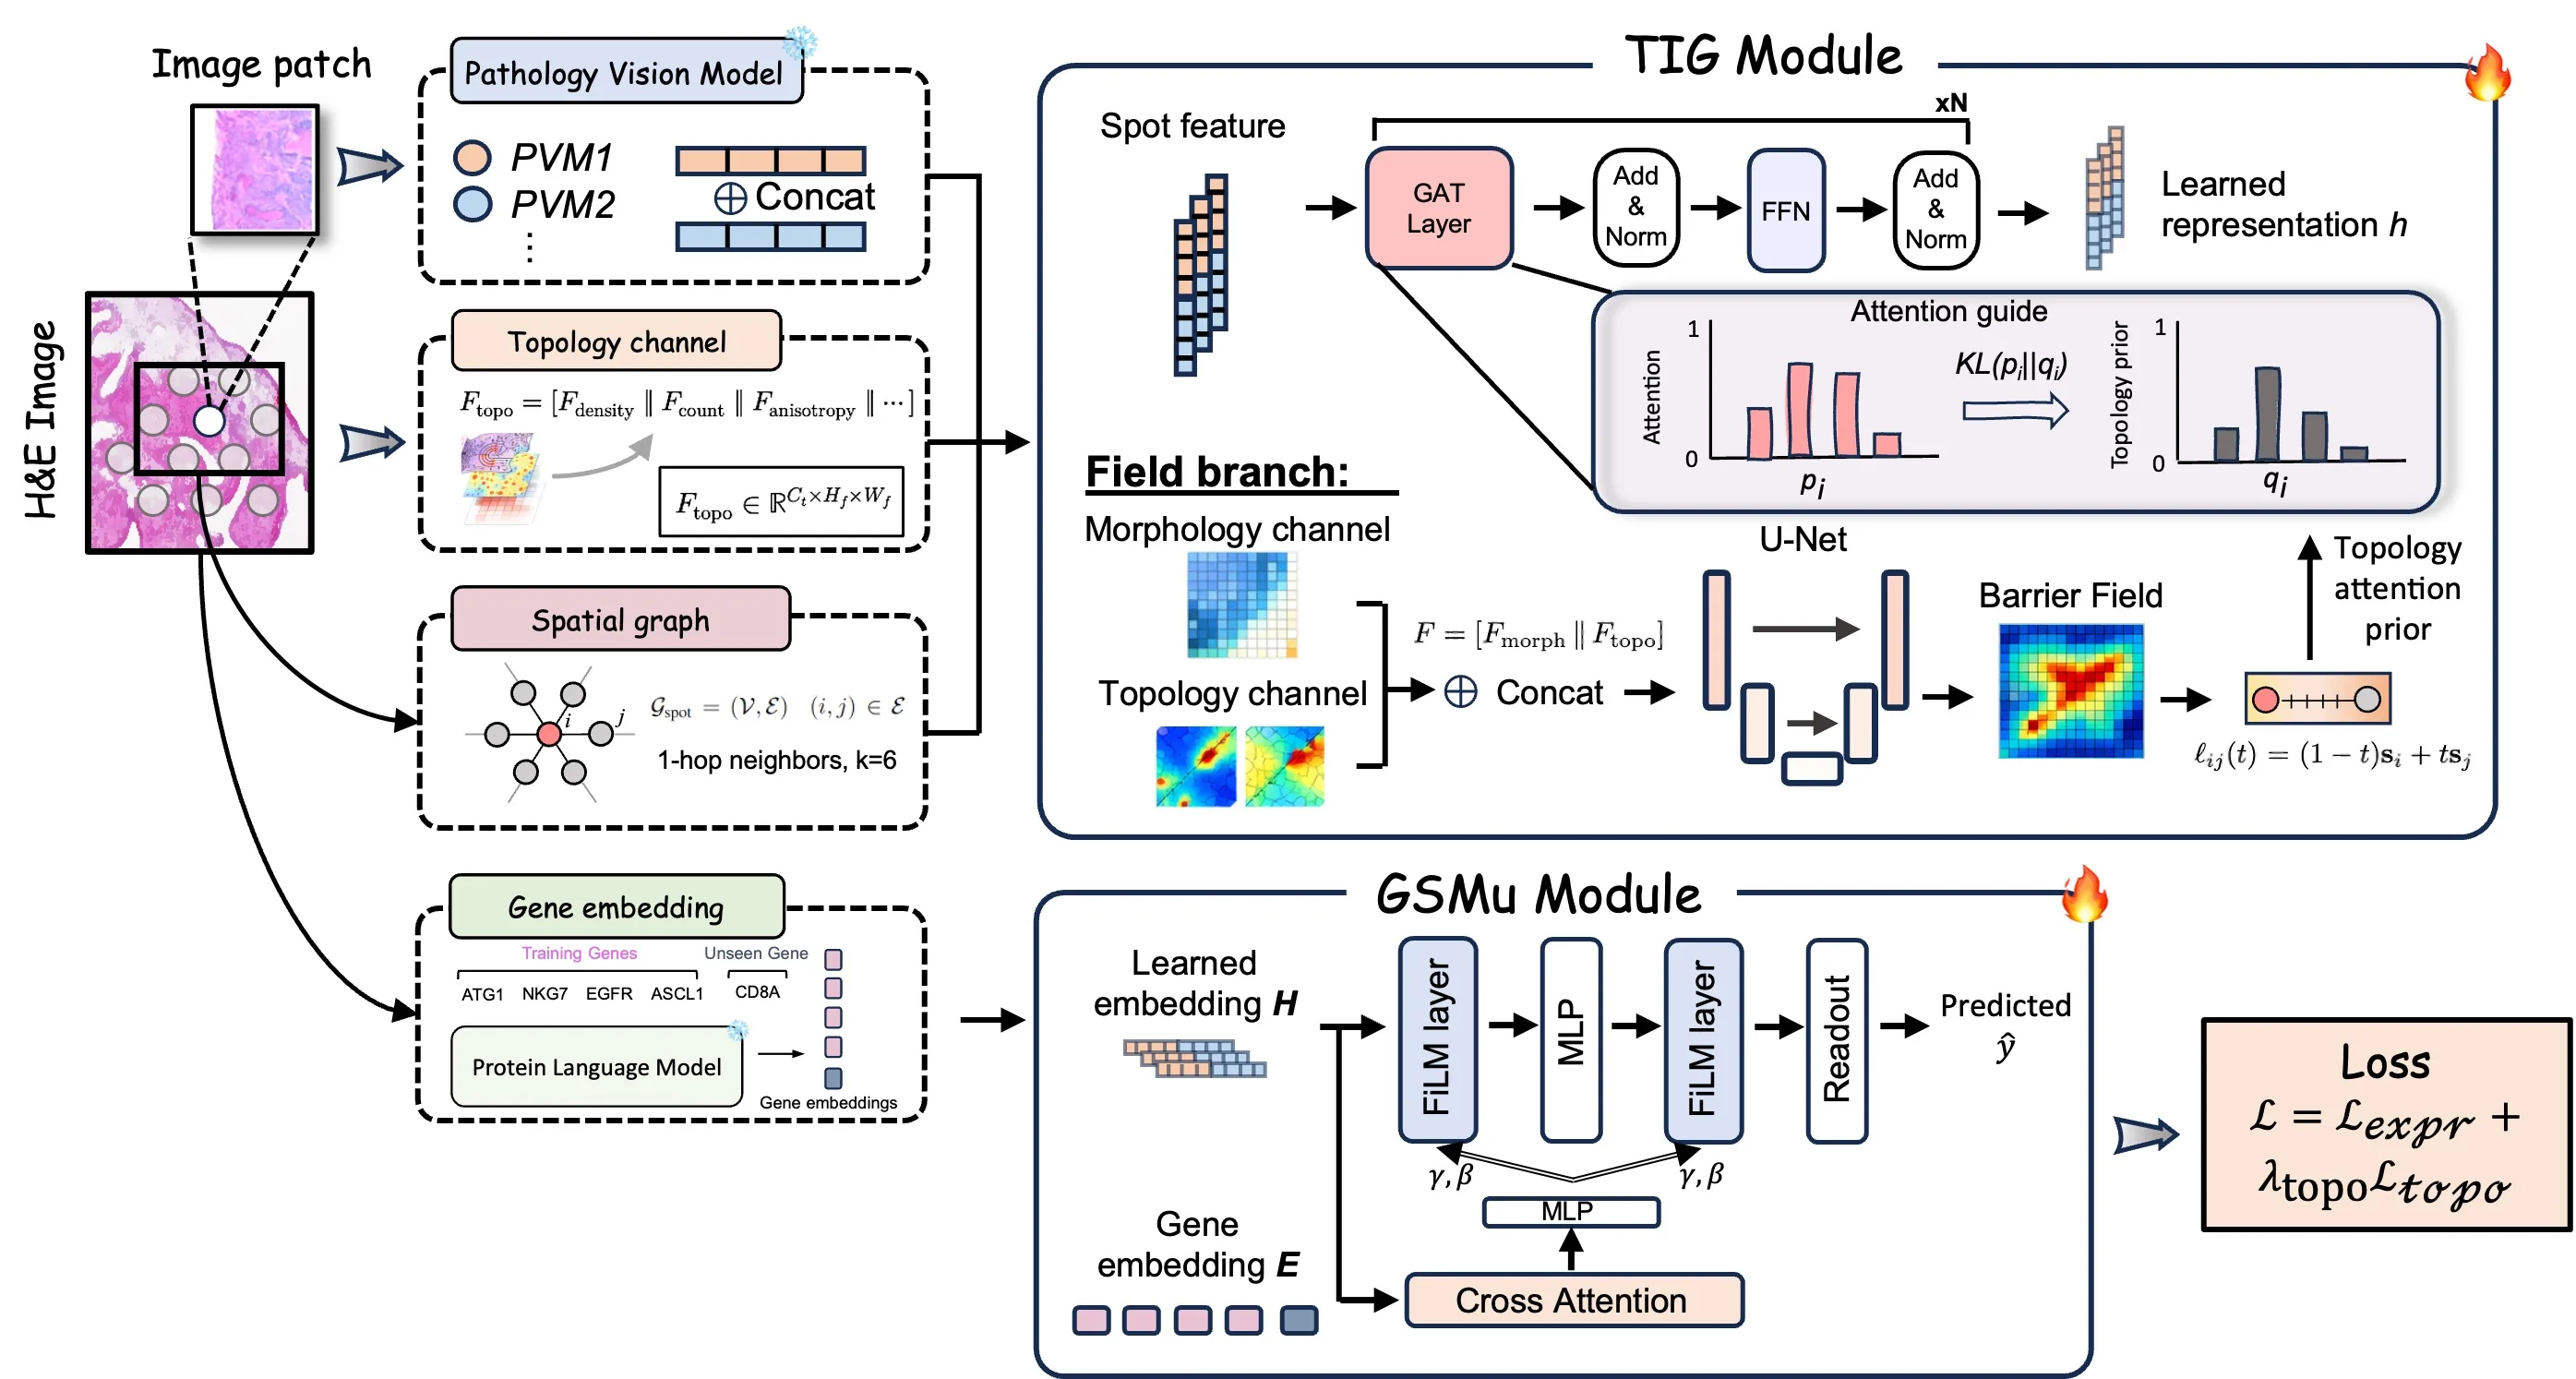 Image patch
H&E Image
Pathology Vision Model
PVM1
PVM2
⋮
⊕ Concat
Topology channel
F_topo = [F_density ∥ F_count ∥ F_anisotropy ∥ ···]
F_topo ∈ ℝ^{C_t×H_f×W_f}
Spatial graph
i
j
𝒢_spot = (𝒱, ℰ) (i, j) ∈ ℰ
1-hop neighbors, k=6
Gene embedding
Training Genes
Unseen Gene
ATG1 NKG7 EGFR ASCL1 CD8A
Protein Language Model
Gene embeddings
TIG Module
Spot feature
xN
GAT
Layer
Add
&
Norm
FFN
Add
&
Norm
Learned
representation h
Attention guide
Attention
1
0
p_i
KL(p_i||q_i)
Topology prior
1
0
q_i
Field branch:
Morphology channel
Topology channel
F = [F_morph ∥ F_topo]
⊕ Concat
U-Net
Barrier Field
Topology
attention
prior
ℓ_ij(t) = (1 − t)s_i + ts_j
GSMu Module
Learned
embedding H
FiLM layer
MLP
FiLM layer
Readout
Predicted
ŷ
γ, β
γ, β
MLP
Cross Attention
Gene
embedding E
Loss
ℒ = ℒ_expr +
λ_topo ℒ_topo